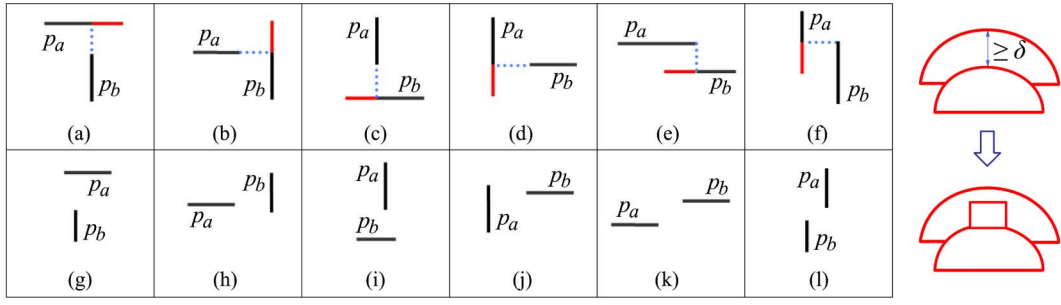 p_a p_b (a)
p_a p_b (b)
p_a p_b (c)
p_a p_b (d)
p_a p_b (e)
p_a p_b (f)
≥ δ
p_a p_b (g)
p_a p_b (h)
p_a p_b (i)
p_b p_a (j)
p_a p_b (k)
p_a p_b (l)